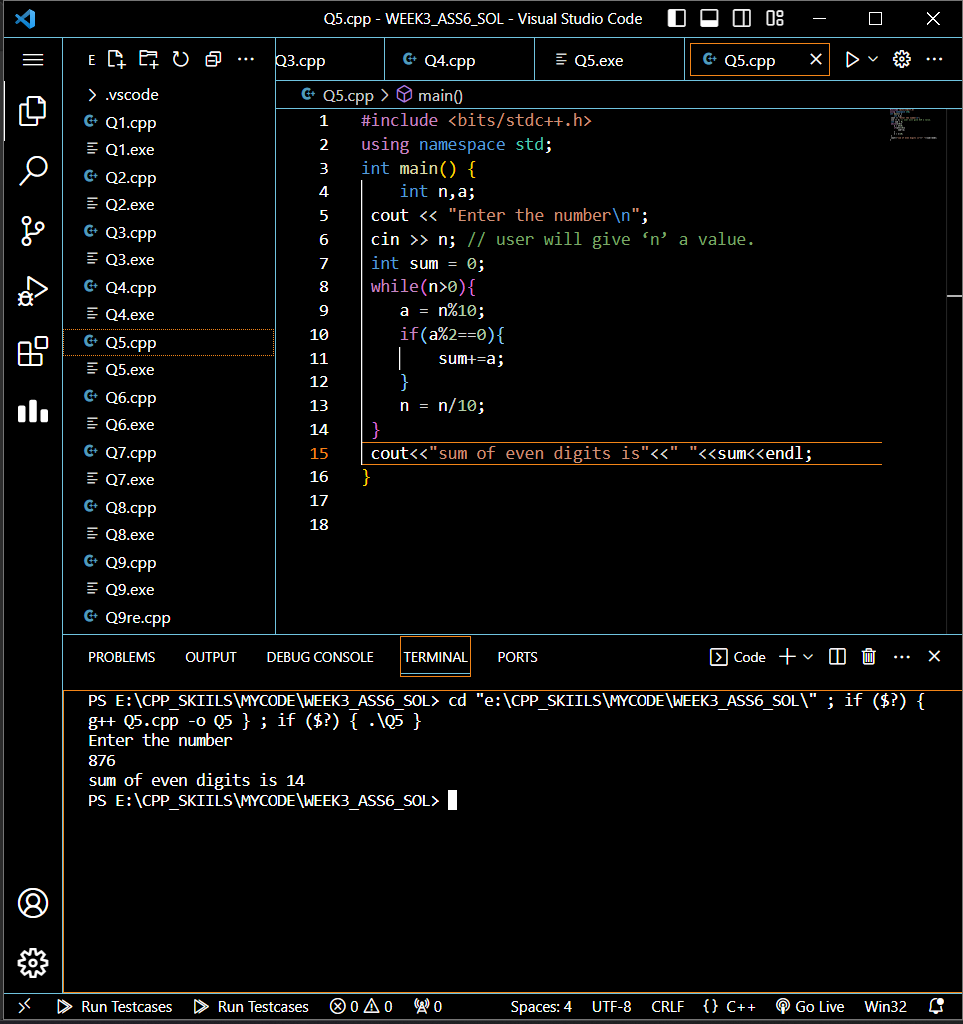 Q5.cpp - WEEK3_ASS6_SOL - Visual Studio Code
E
Q3.cpp Q4.cpp Q5.exe Q5.cpp
.vscode
Q1.cpp
Q1.exe
Q2.cpp
Q2.exe
Q3.cpp
Q3.exe
Q4.cpp
Q4.exe
Q5.cpp
Q5.exe
Q6.cpp
Q6.exe
Q7.cpp
Q7.exe
Q8.cpp
Q8.exe
Q9.cpp
Q9.exe
Q9re.cpp
Q5.cpp > main()
1 #include <bits/stdc++.h>
2 using namespace std;
3 int main() {
4     int n,a;
5  cout << "Enter the number\n";
6  cin >> n; // user will give ‘n’ a value.
7  int sum = 0;
8  while(n>0){
9     a = n%10;
10     if(a%2==0){
11         sum+=a;
12     }
13     n = n/10;
14  }
15  cout<<"sum of even digits is"<<" "<<sum<<endl;
16 }
17
18
PROBLEMS OUTPUT DEBUG CONSOLE TERMINAL PORTS Code
PS E:\CPP_SKIILS\MYCODE\WEEK3_ASS6_SOL> cd "e:\CPP_SKIILS\MYCODE\WEEK3_ASS6_SOL\" ; if ($?) {
g++ Q5.cpp -o Q5 } ; if ($?) { .\Q5 }
Enter the number
876
sum of even digits is 14
PS E:\CPP_SKIILS\MYCODE\WEEK3_ASS6_SOL>
Run Testcases Run Testcases 0 0 0 Spaces: 4 UTF-8 CRLF {} C++ Go Live Win32